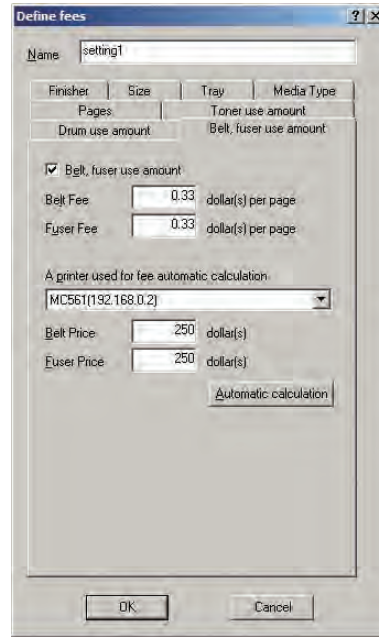 Define fees
Name setting1
Finisher Size Tray Media Type
Pages Toner use amount
Drum use amount Belt, fuser use amount
Belt, fuser use amount
Belt Fee 0.33 dollar(s) per page
Fuser Fee 0.33 dollar(s) per page
A printer used for fee automatic calculation
MC561(192.168.0.2)
Belt Price 250 dollar(s)
Fuser Price 250 dollar(s)
Automatic calculation
OK Cancel